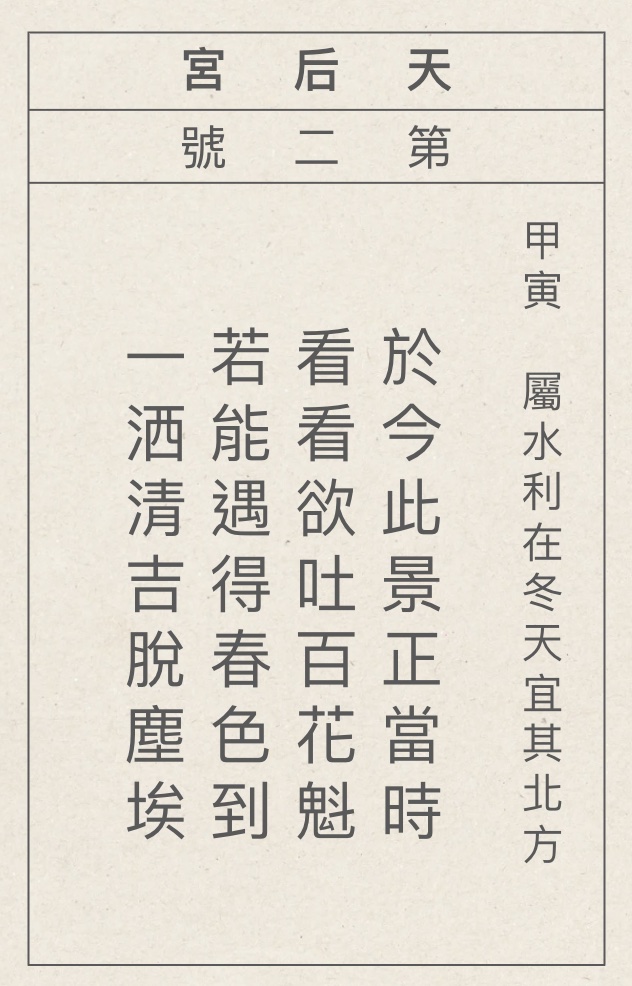 天后宮
第二號
甲寅 屬水利在冬天宜其北方
於今此景正當時
看看欲吐百花魁
若能遇得春色到
一洒清吉脫塵埃